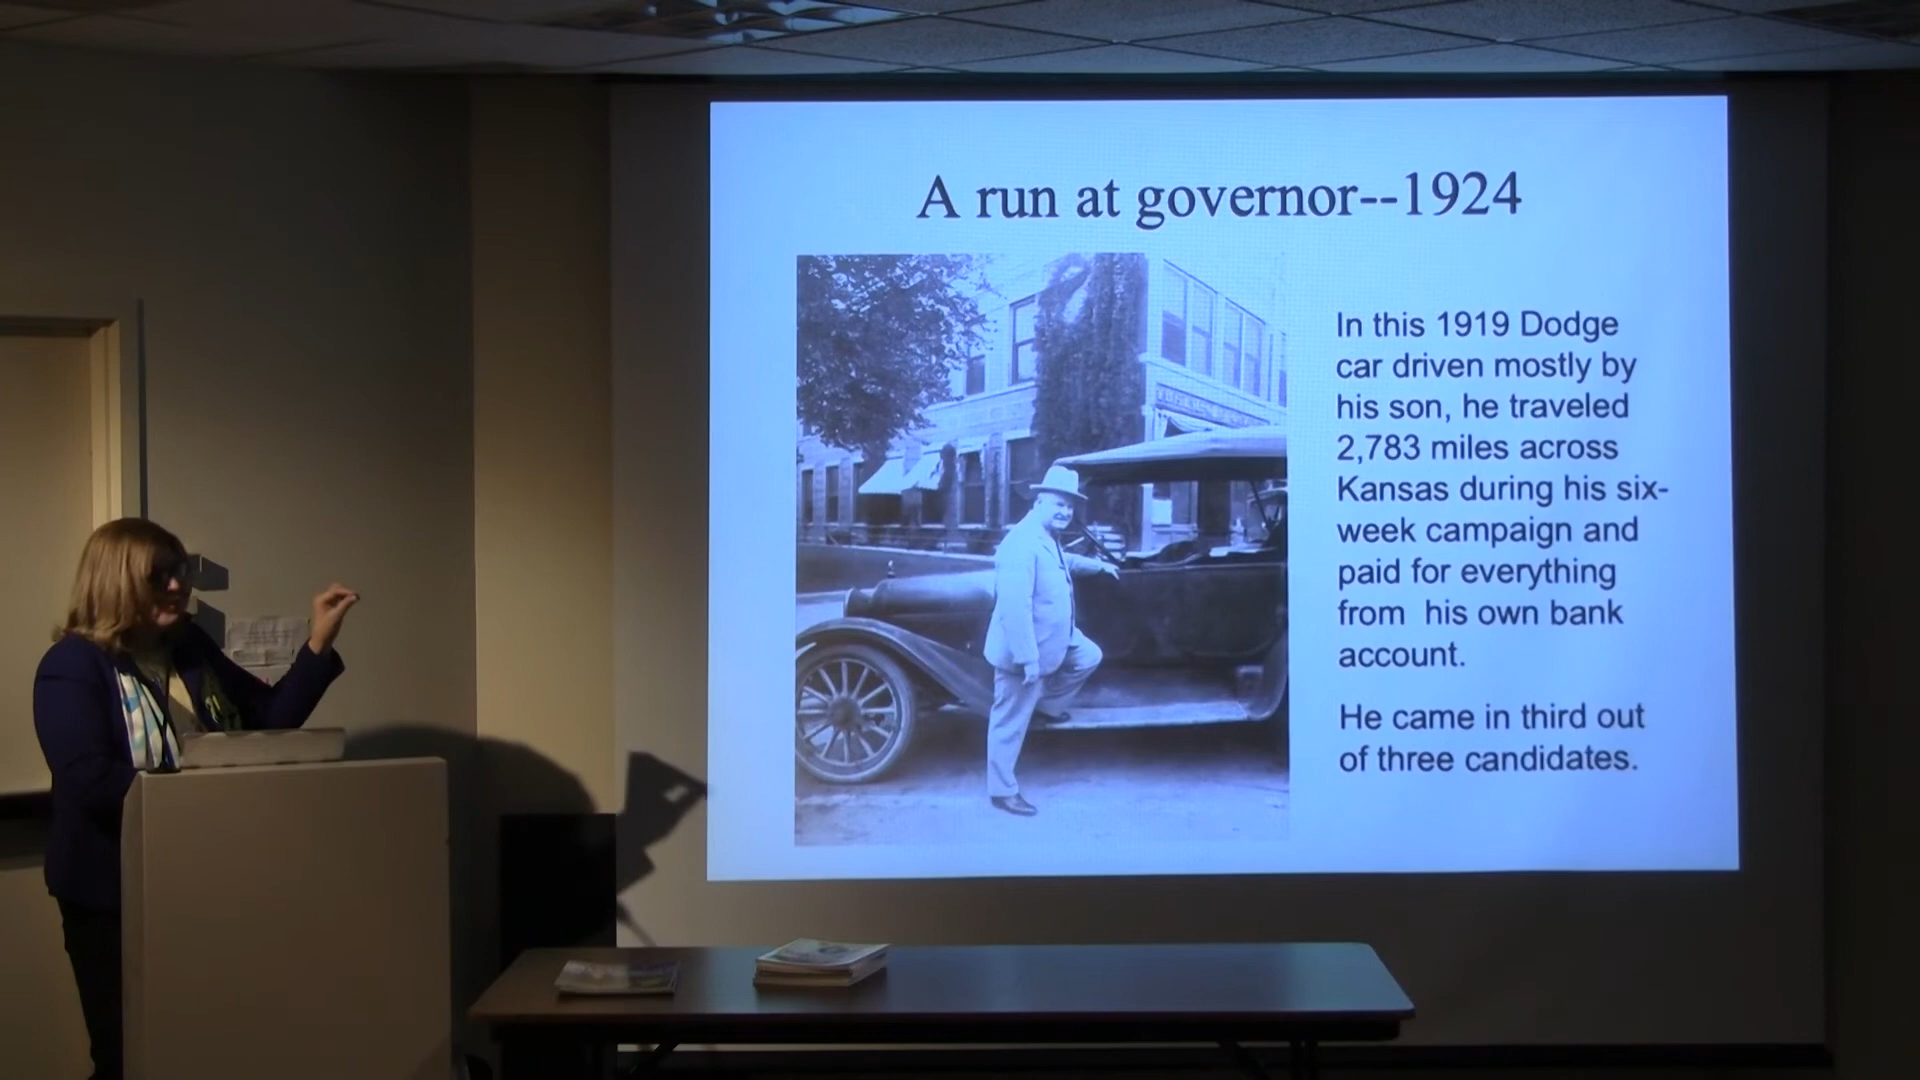 A run at governor--1924
In this 1919 Dodge
car driven mostly by
his son, he traveled
2,783 miles across
Kansas during his six-
week campaign and
paid for everything
from his own bank
account.
He came in third out
of three candidates.